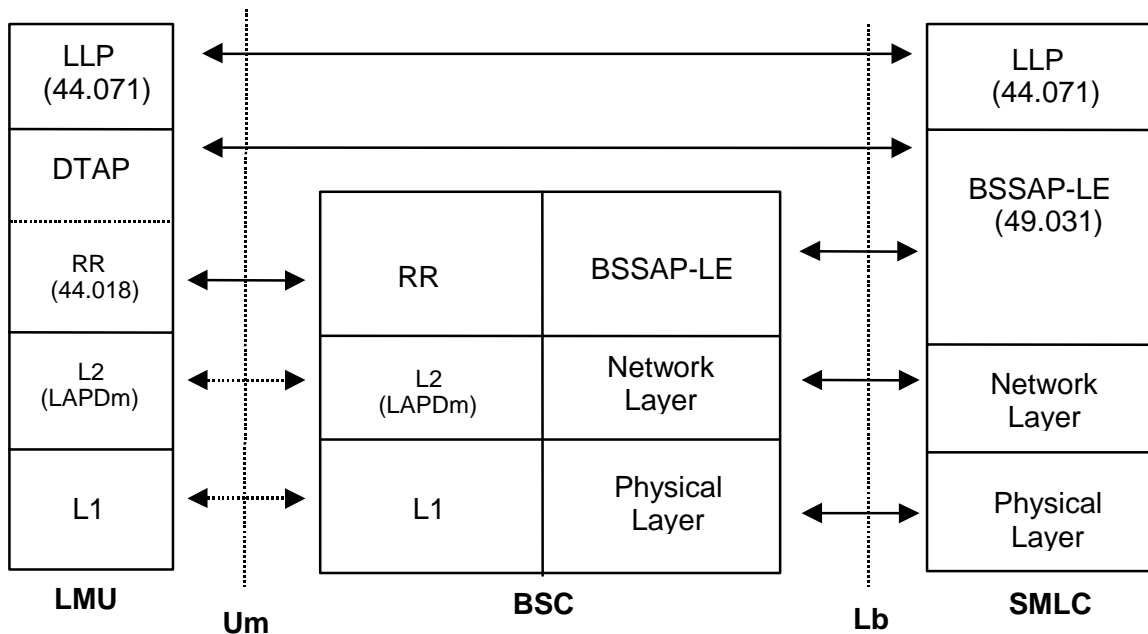 LLP
(44.071)
DTAP
RR
(44.018)
L2
(LAPDm)
L1
LMU
Um
RR
BSSAP-LE
L2
(LAPDm)
Network
Layer
L1
Physical
Layer
BSC
Lb
LLP
(44.071)
BSSAP-LE
(49.031)
Network
Layer
Physical
Layer
SMLC